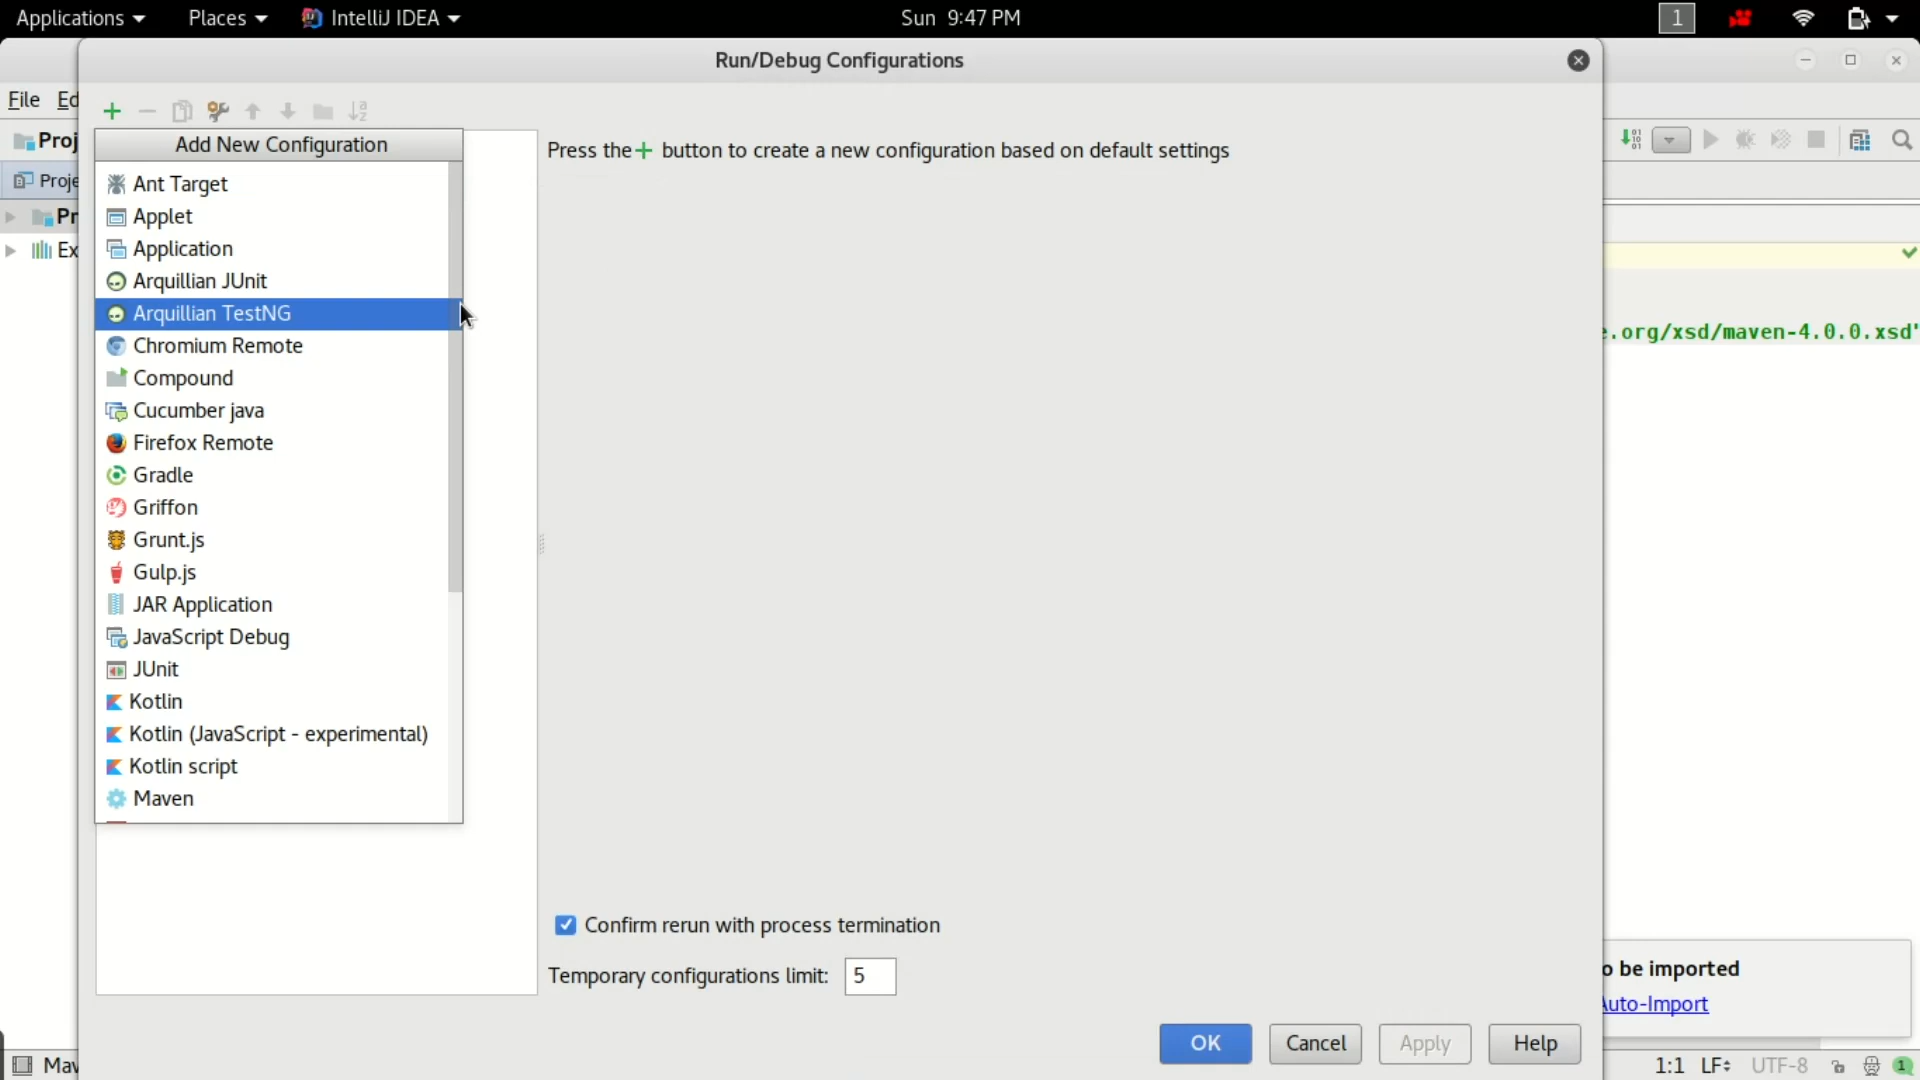 Applications Places IntelliJ IDEA Sun 9:47 PM 1
Run/Debug Configurations
File Ed
Proj
Add New Configuration
Press the + button to create a new configuration based on default settings
Proje
Ant Target
Pr
Applet
Ex
Application
Arquillian JUnit
Arquillian TestNG
e.org/xsd/maven-4.0.0.xsd"
Chromium Remote
Compound
Cucumber java
Firefox Remote
Gradle
Griffon
Grunt.js
Gulp.js
JAR Application
JavaScript Debug
JUnit
Kotlin
Kotlin (JavaScript - experimental)
Kotlin script
Maven
Confirm rerun with process termination
Temporary configurations limit: 5
o be imported
Auto-Import
OK Cancel Apply Help
Mav 1:1 LF UTF-8 1